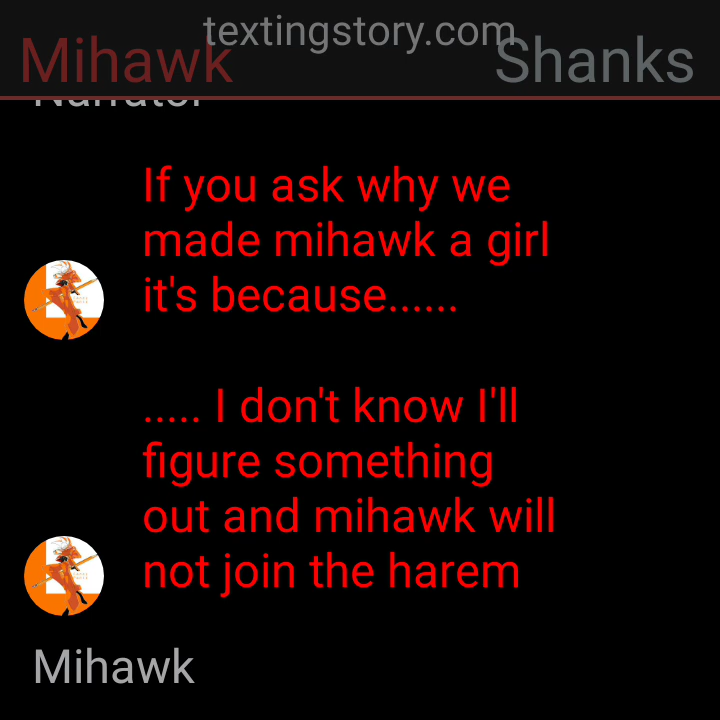 textingstory.com
Mihawk
Shanks
Narrator
If you ask why we
made mihawk a girl
it's because......
..... I don't know I'll
figure something
out and mihawk will
not join the harem
Mihawk